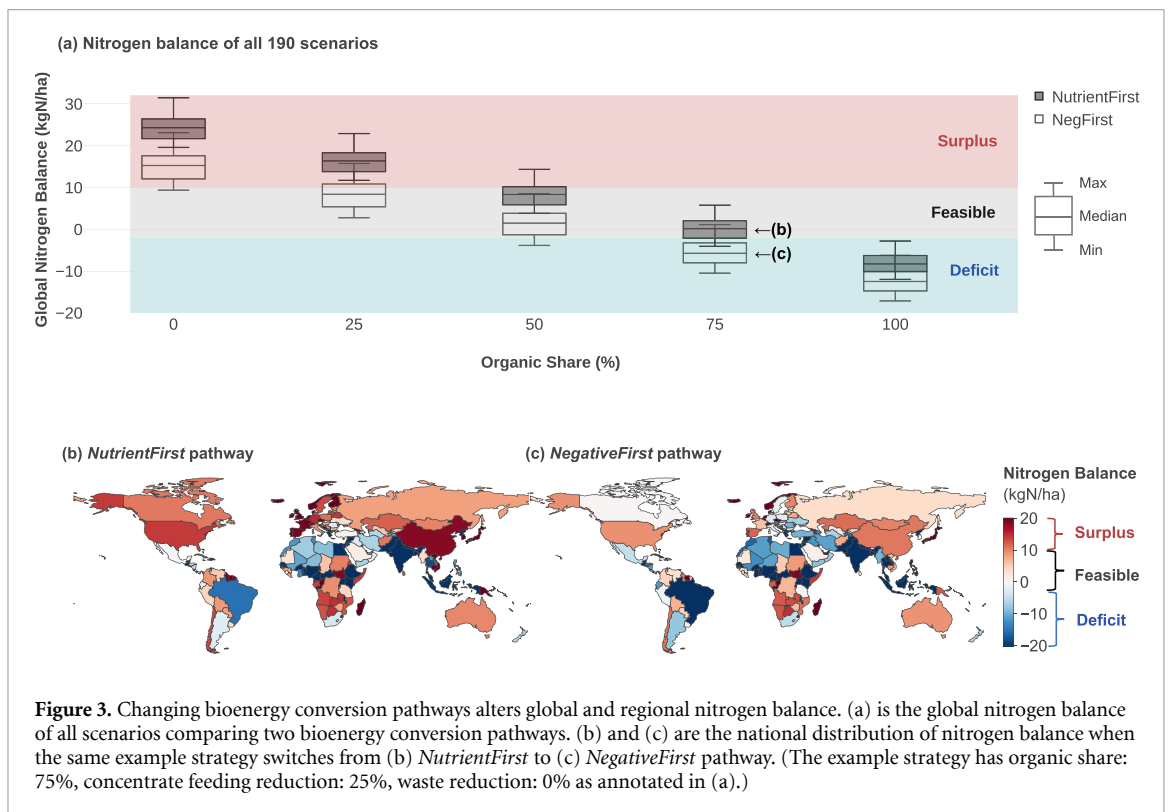 (a) Nitrogen balance of all 190 scenarios
Global Nitrogen Balance (kgN/ha)
30
20
10
0
−10
−20
Surplus
Feasible
Deficit
←(b)
←(c)
0
25
50
75
100
Organic Share (%)
NutrientFirst
NegFirst
Max
Median
Min
(b) NutrientFirst pathway
(c) NegativeFirst pathway
Nitrogen Balance
(kgN/ha)
20
10
0
−10
−20
Surplus
Feasible
Deficit
Figure 3. Changing bioenergy conversion pathways alters global and regional nitrogen balance. (a) is the global nitrogen balance
of all scenarios comparing two bioenergy conversion pathways. (b) and (c) are the national distribution of nitrogen balance when
the same example strategy switches from (b) NutrientFirst to (c) NegativeFirst pathway. (The example strategy has organic share:
75%, concentrate feeding reduction: 25%, waste reduction: 0% as annotated in (a).)